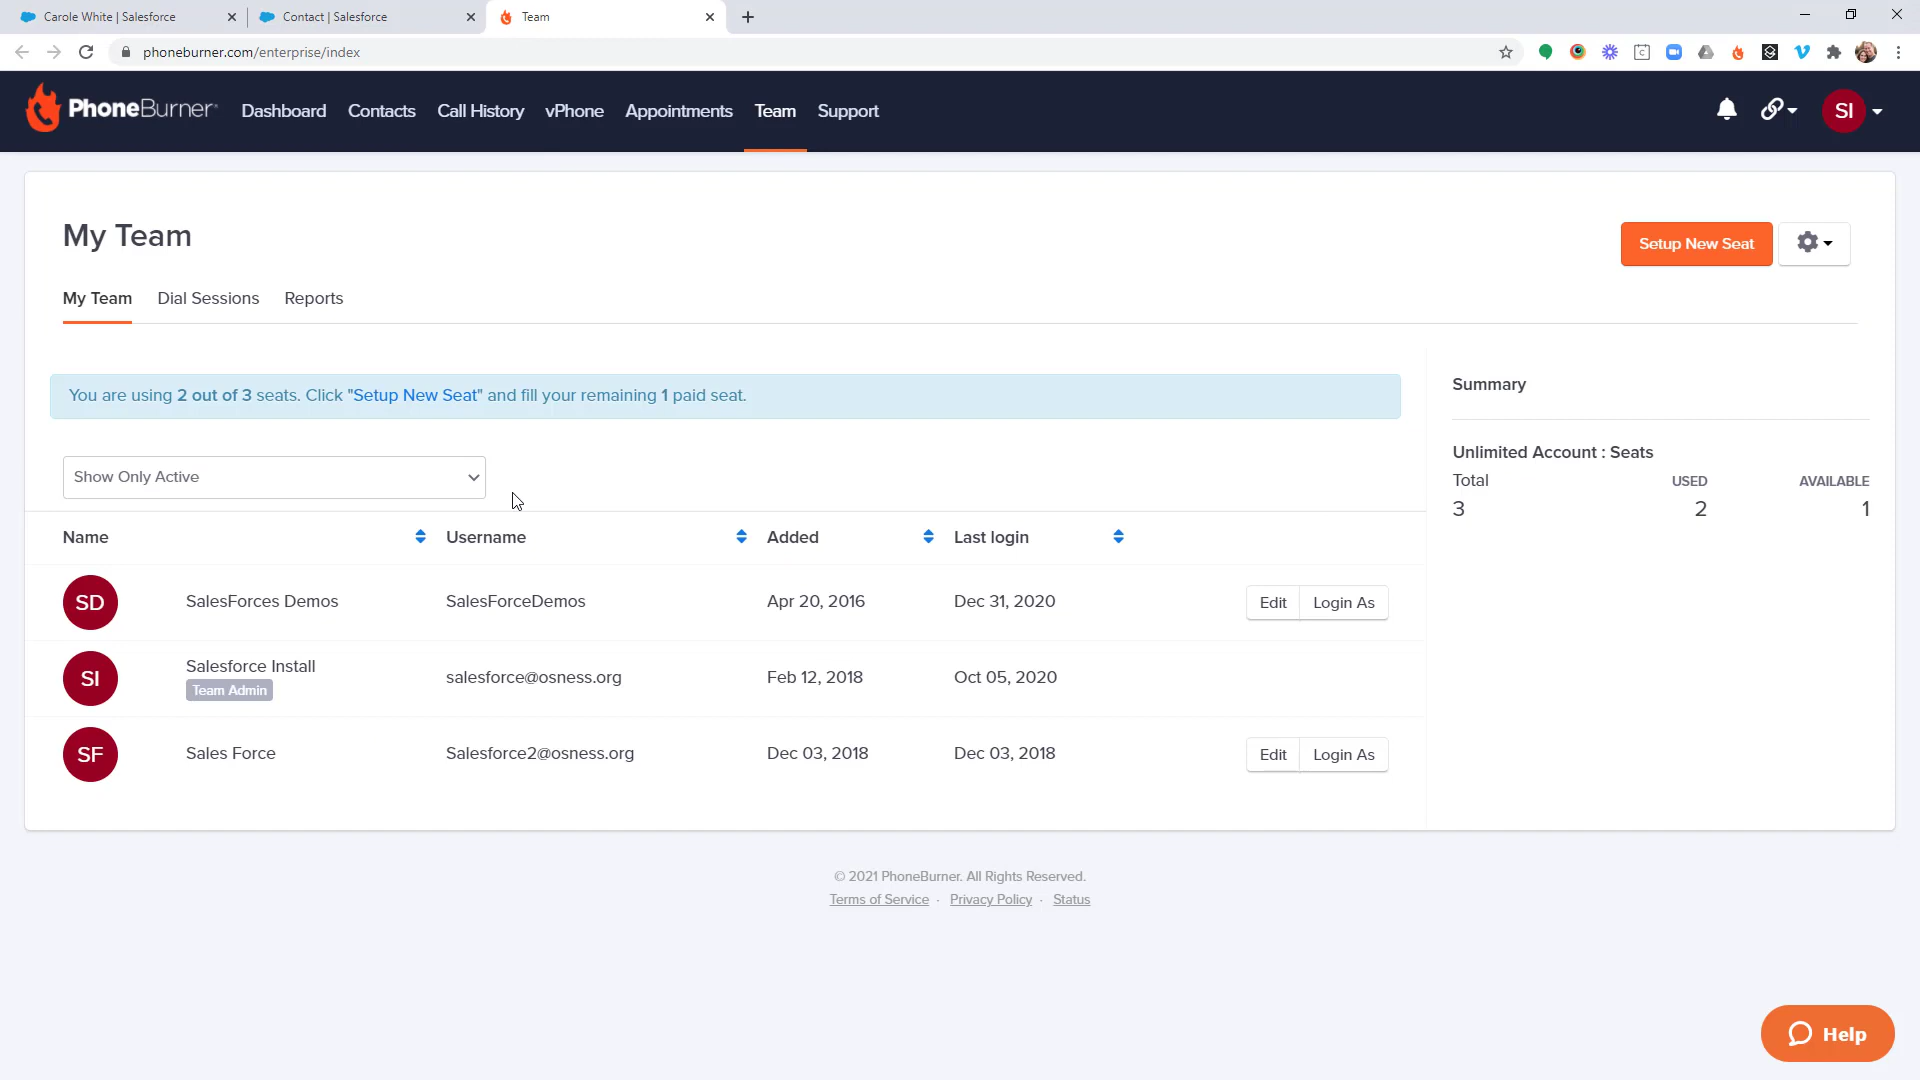 Carole White | Salesforce
Contact | Salesforce
Team
phoneburner.com/enterprise/index
PhoneBurner
Dashboard
Contacts
Call History
vPhone
Appointments
Team
Support
SI
My Team
Setup New Seat
My Team
Dial Sessions
Reports
You are using 2 out of 3 seats. Click "Setup New Seat" and fill your remaining 1 paid seat.
Show Only Active
Name
Username
Added
Last login
SD
SalesForces Demos
SalesForceDemos
Apr 20, 2016
Dec 31, 2020
Edit
Login As
SI
Salesforce Install
Team Admin
salesforce@osness.org
Feb 12, 2018
Oct 05, 2020
SF
Sales Force
Salesforce2@osness.org
Dec 03, 2018
Dec 03, 2018
Edit
Login As
Summary
Unlimited Account : Seats
Total
USED
AVAILABLE
3
2
1
© 2021 PhoneBurner. All Rights Reserved.
Terms of Service · Privacy Policy · Status
Help